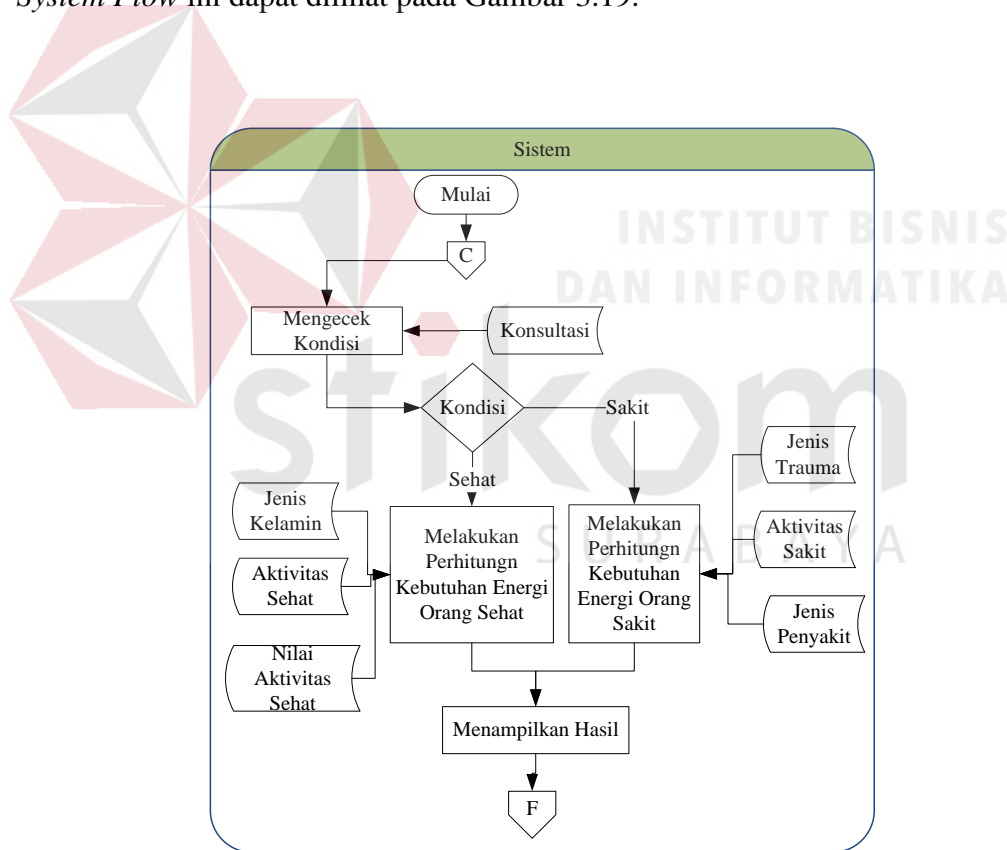 System Flow ini dapat dilihat pada Gambar 3.19.
Sistem
Mulai
C
INSTITUT BISNIS
DAN INFORMATIKA
Mengecek
Kondisi
Konsultasi
stikom
SURABAYA
Kondisi
Sakit
Sehat
Jenis
Kelamin
Aktivitas
Sehat
Nilai
Aktivitas
Sehat
Melakukan
Perhitungn
Kebutuhan Energi
Orang Sehat
Melakukan
Perhitungn
Kebutuhan
Energi Orang
Sakit
Jenis
Trauma
Aktivitas
Sakit
Jenis
Penyakit
Menampilkan Hasil
F